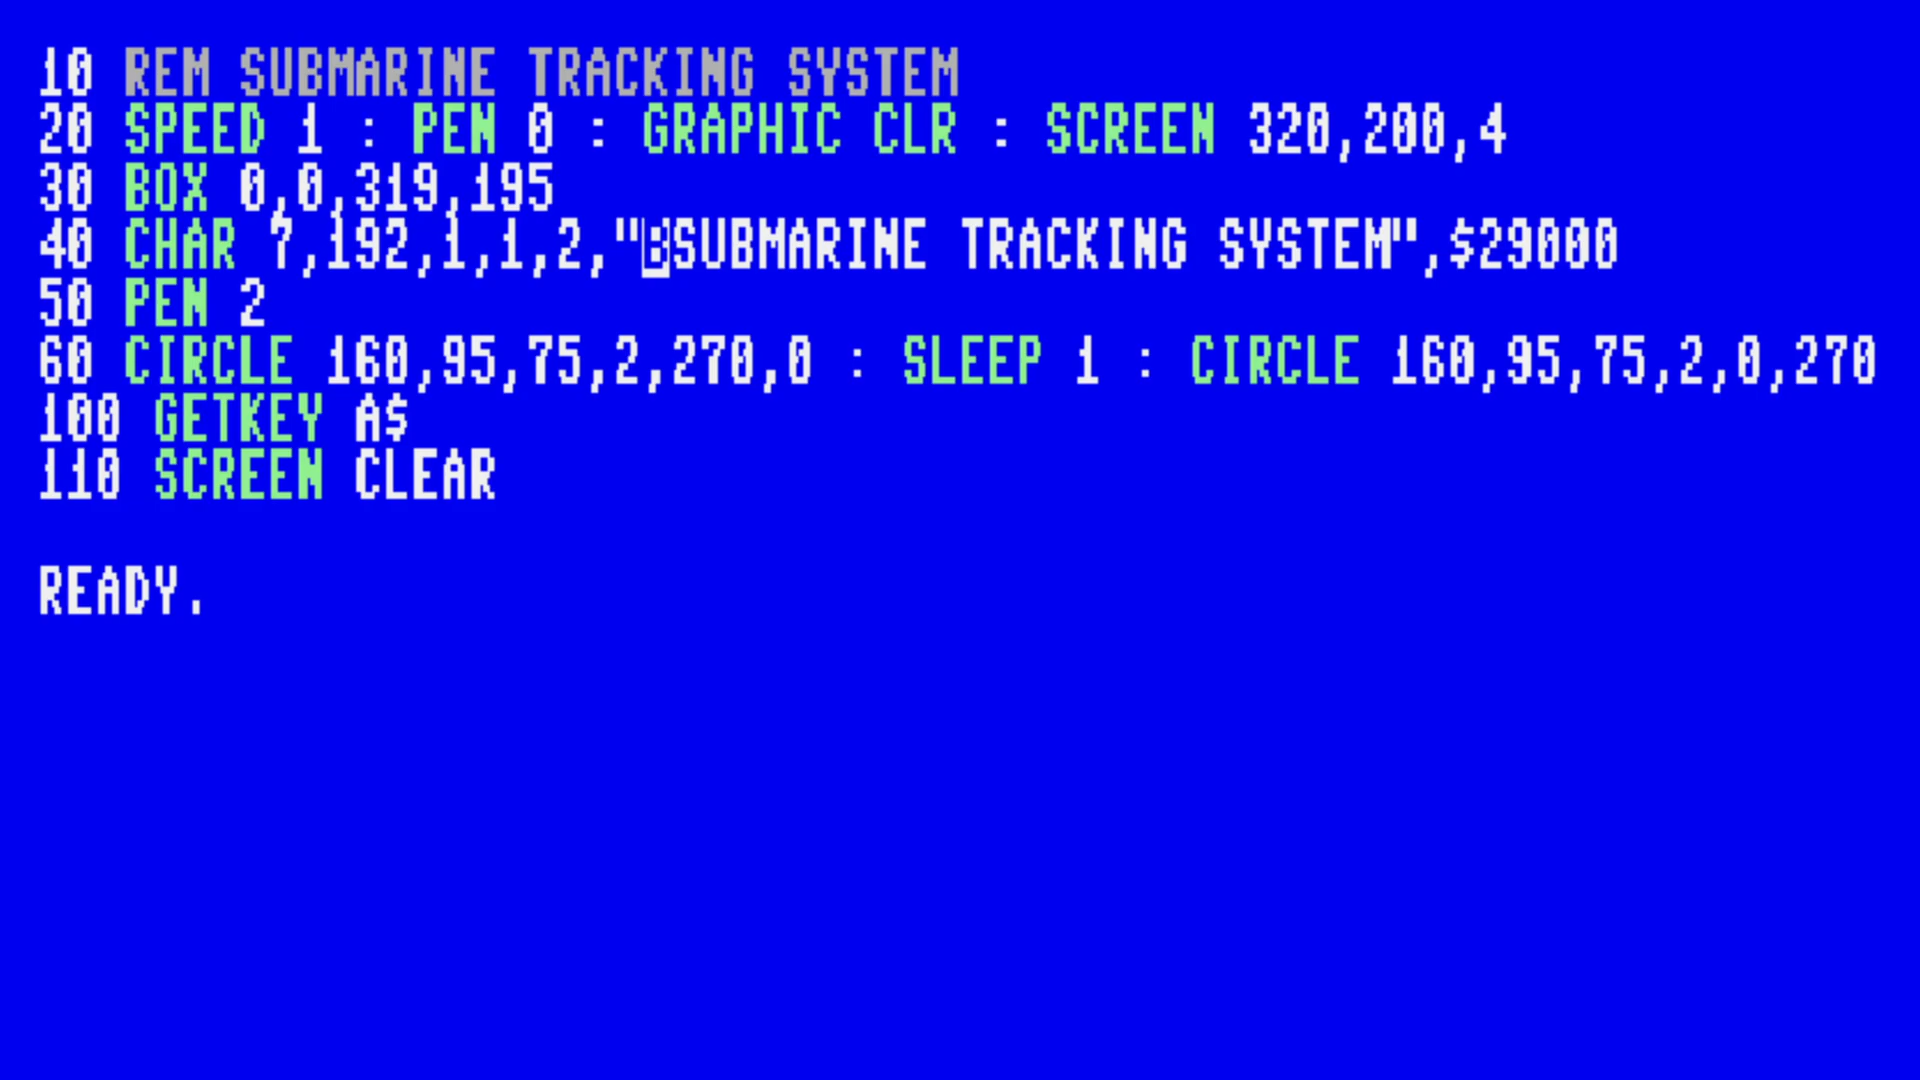 10 REM SUBMARINE TRACKING SYSTEM
20 SPEED 1 : PEN 0 : GRAPHIC CLR : SCREEN 320,200,4
30 BOX 0,0,319,195
40 CHAR 7,192,1,1,2,"BSUBMARINE TRACKING SYSTEM",$29000
50 PEN 2
60 CIRCLE 160,95,75,2,270,0 : SLEEP 1 : CIRCLE 160,95,75,2,0,270
100 GETKEY A$
110 SCREEN CLEAR
READY.